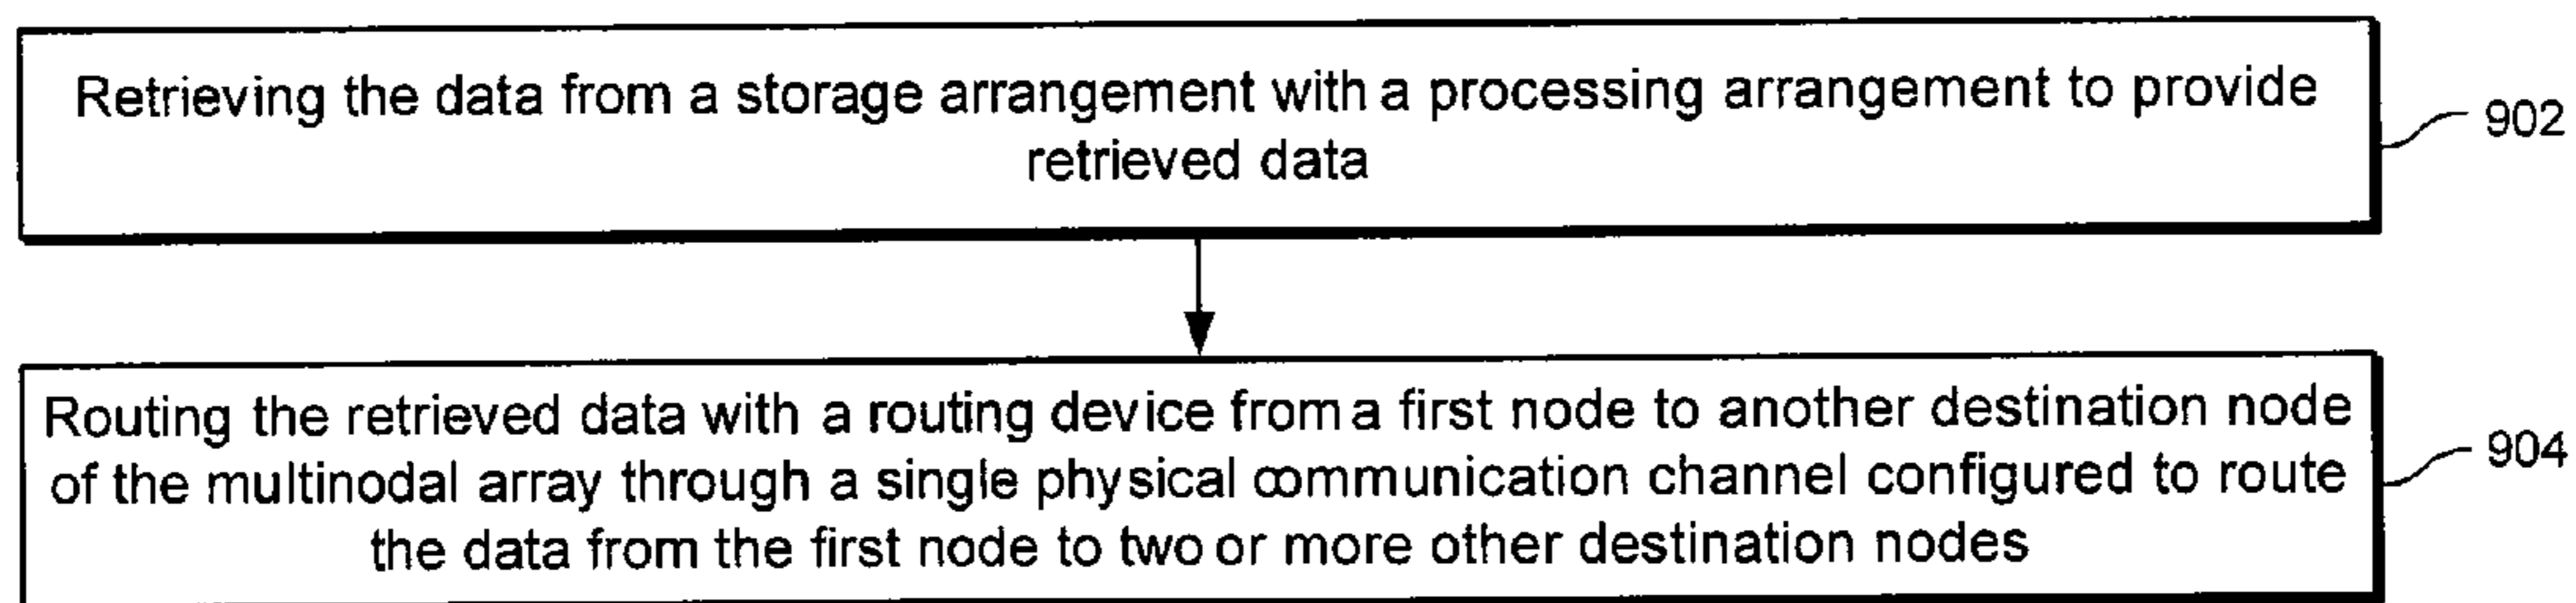 Retrieving the data from a storage arrangement with a processing arrangement to provide
retrieved data
902
Routing the retrieved data with a routing device from a first node to another destination node
of the multinodal array through a single physical communication channel configured to route
the data from the first node to two or more other destination nodes
904